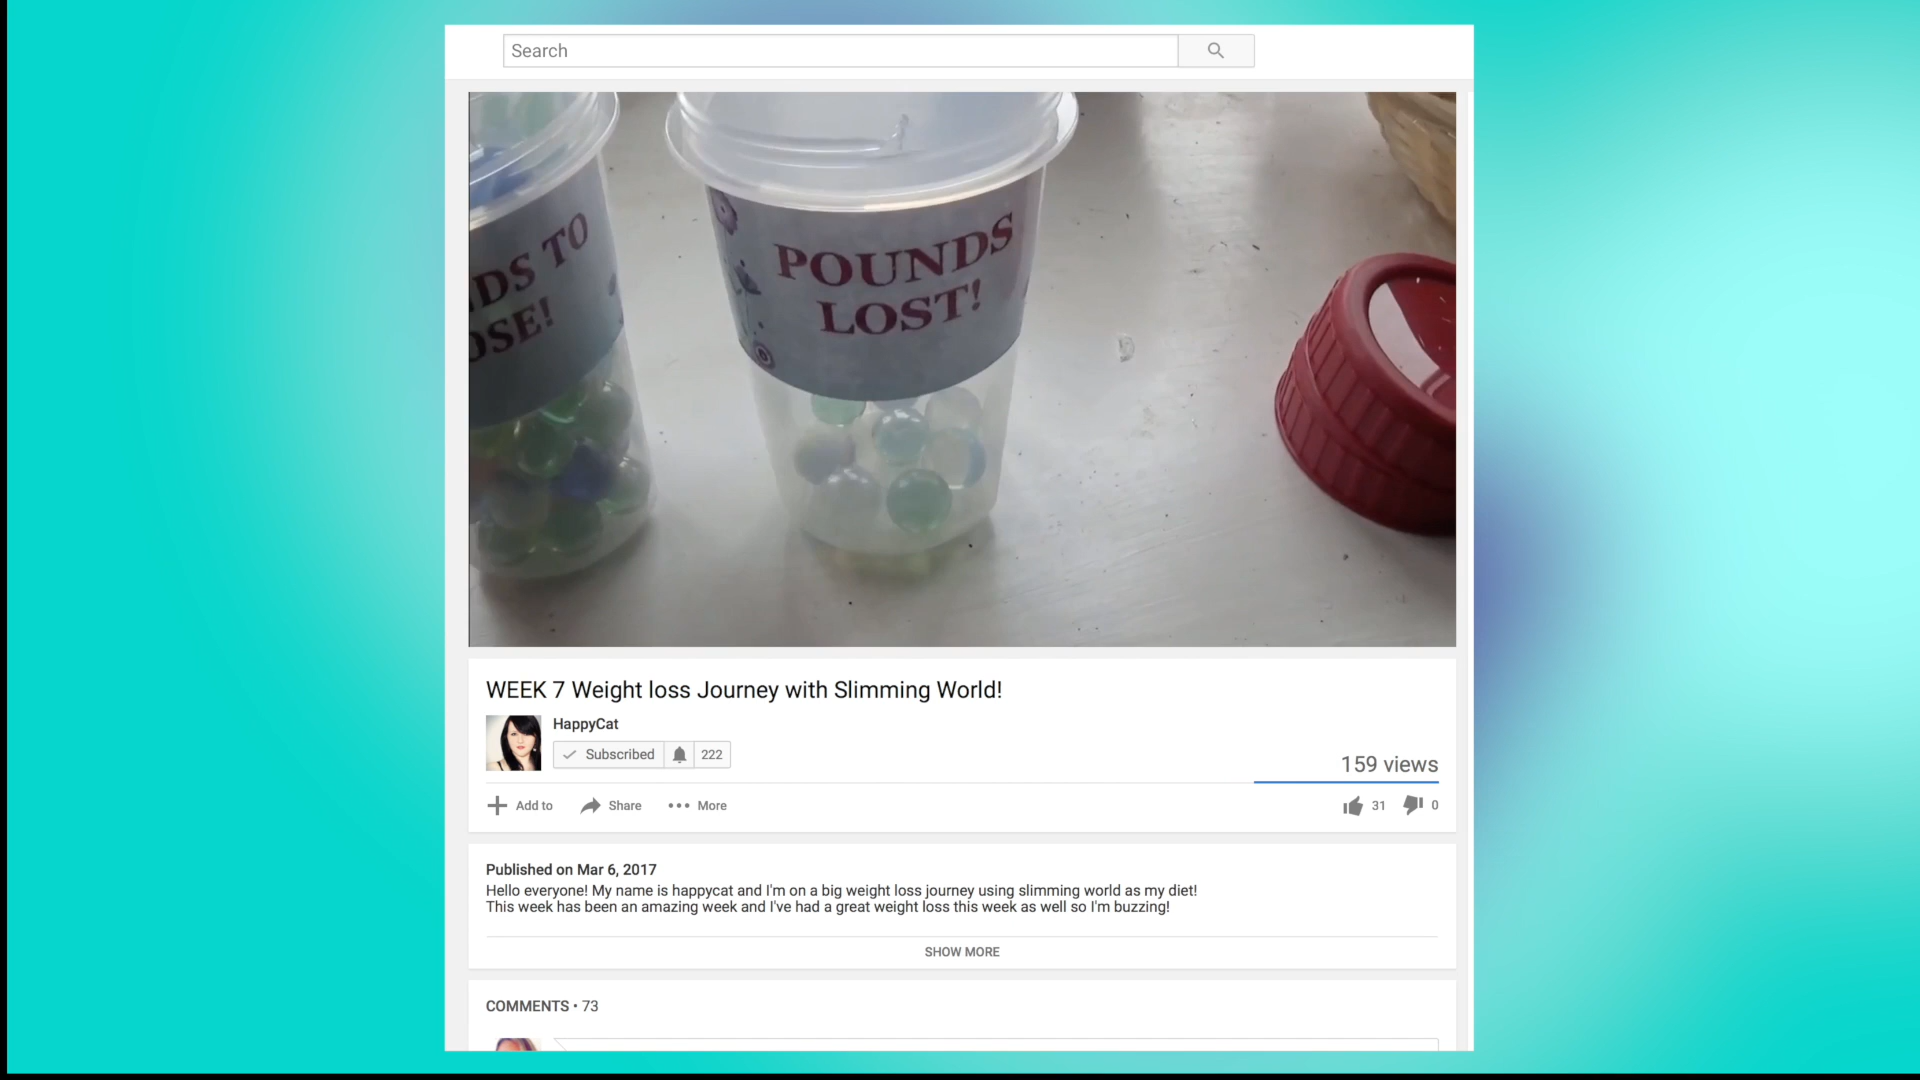 Search
DS TO
OSE!
POUNDS
LOST!
WEEK 7 Weight loss Journey with Slimming World!
HappyCat
Subscribed 222
159 views
Add to Share More 31 0
Published on Mar 6, 2017
Hello everyone! My name is happycat and I'm on a big weight loss journey using slimming world as my diet!
This week has been an amazing week and I've had a great weight loss this week as well so I'm buzzing!
SHOW MORE
COMMENTS • 73